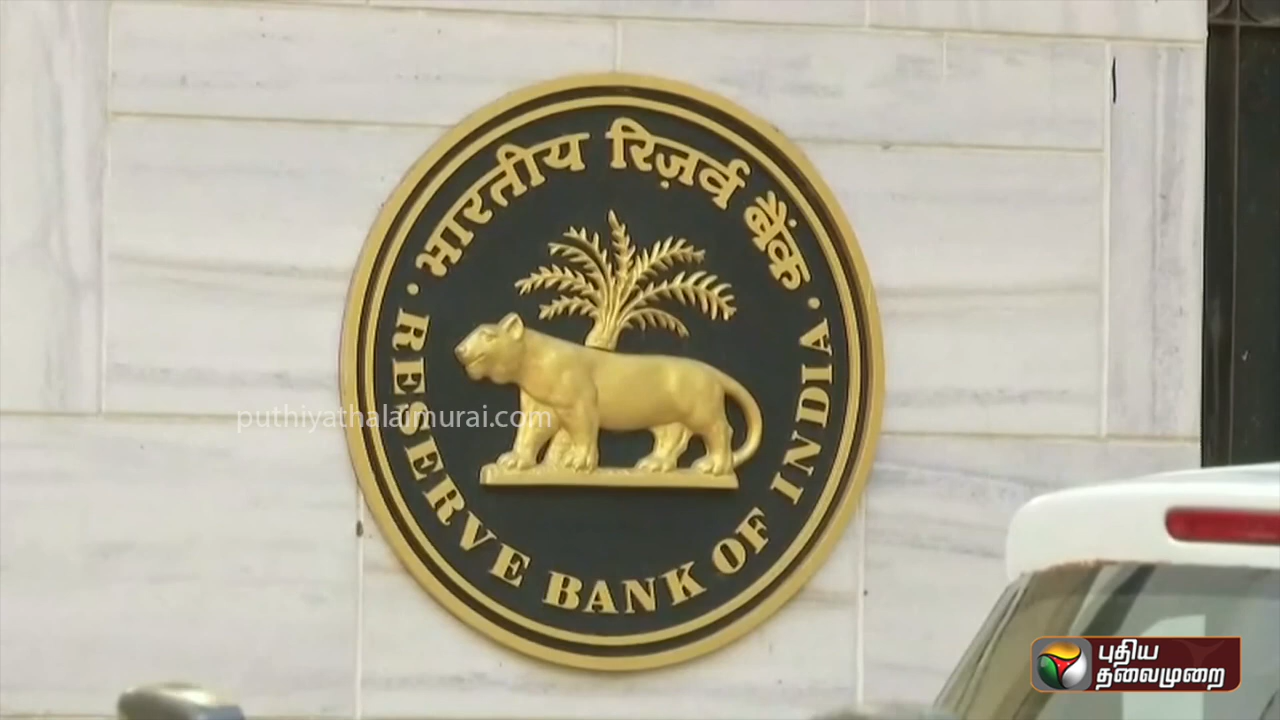 भारतीय रिज़र्व बैंक
RESERVE BANK OF INDIA
puthiyathalaimurai.com
புதிய
தலைமுறை